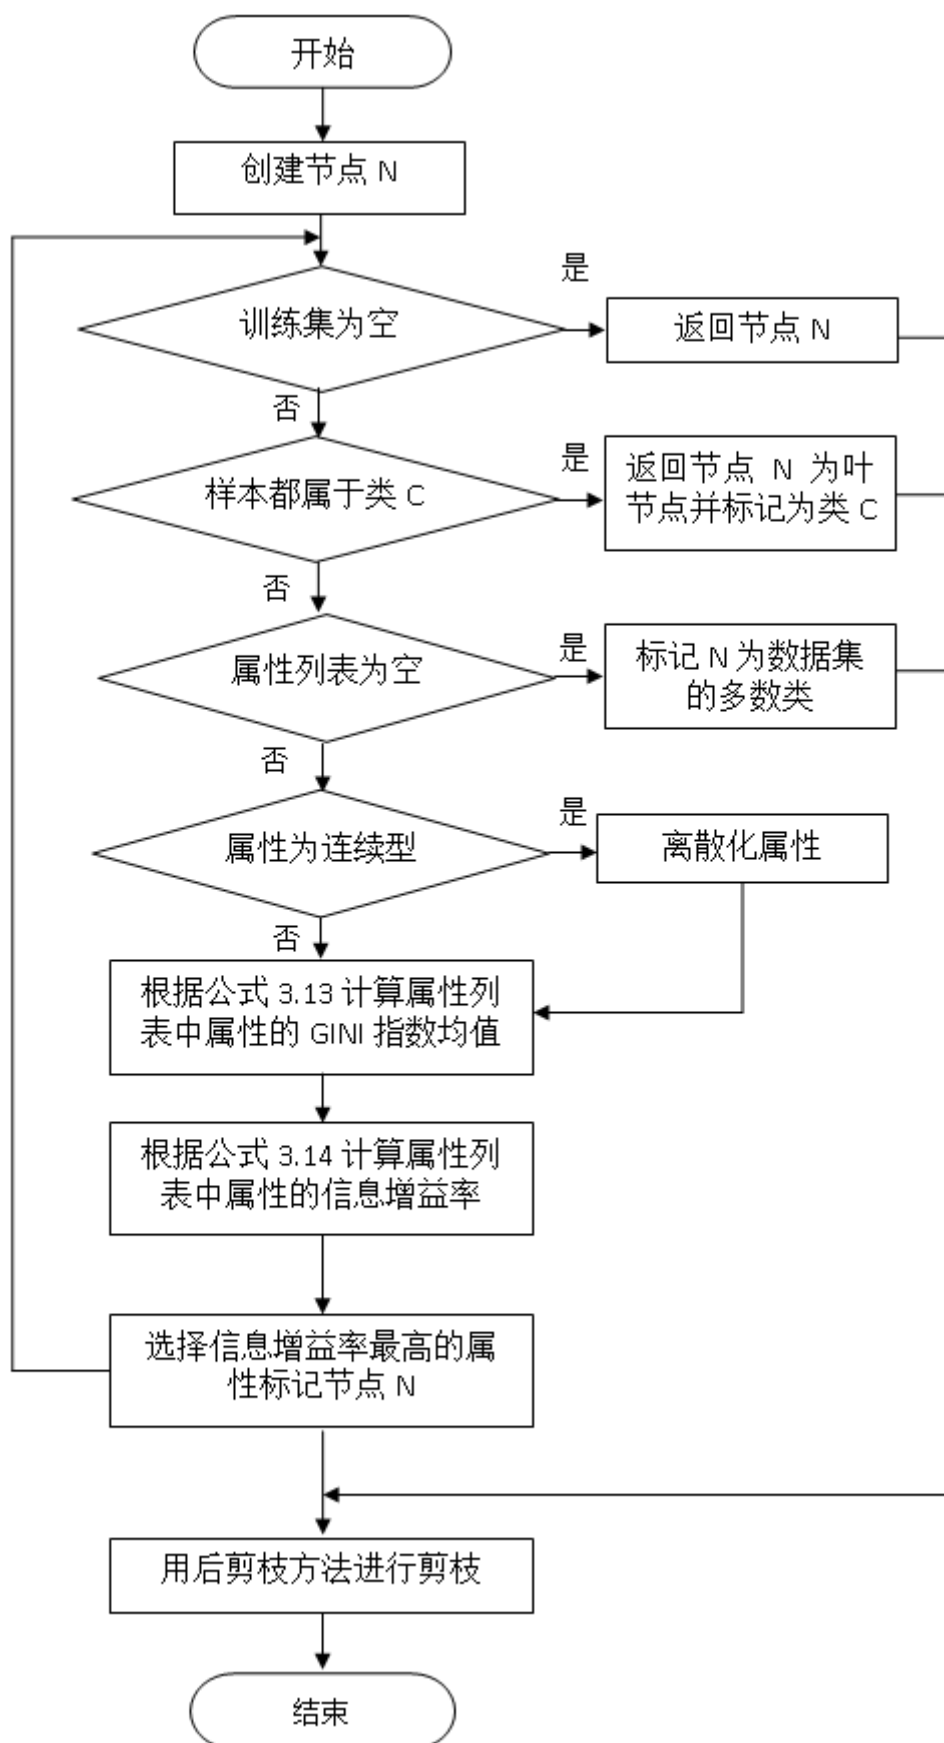 开始
创建节点 N
是
训练集为空
返回节点 N
否
是
样本都属于类 C
返回节点 N 为叶
节点并标记为类 C
否
是
属性列表为空
标记 N 为数据集
的多数类
否
是
属性为连续型
离散化属性
否
根据公式 3.13 计算属性列
表中属性的 GINI 指数均值
根据公式 3.14 计算属性列
表中属性的信息增益率
选择信息增益率最高的属
性标记节点 N
用后剪枝方法进行剪枝
结束